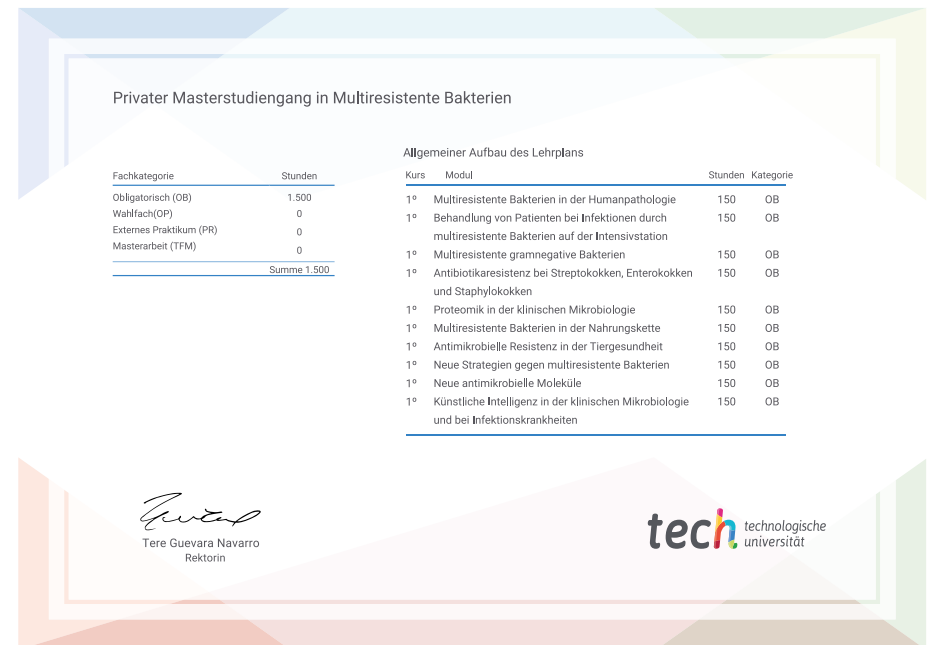 Privater Masterstudiengang in Multiresistente Bakterien
Fachkategorie Stunden
Obligatorisch (OB) 1.500
Wahlfach(OP) 0
Externes Praktikum (PR) 0
Masterarbeit (TFM) 0
Summe 1.500
Allgemeiner Aufbau des Lehrplans
Kurs Modul Stunden Kategorie
1º Multiresistente Bakterien in der Humanpathologie 150 OB
1º Behandlung von Patienten bei Infektionen durch 150 OB
multiresistente Bakterien auf der Intensivstation
1º Multiresistente gramnegative Bakterien 150 OB
1º Antibiotikaresistenz bei Streptokokken, Enterokokken 150 OB
und Staphylokokken
1º Proteomik in der klinischen Mikrobiologie 150 OB
1º Multiresistente Bakterien in der Nahrungskette 150 OB
1º Antimikrobielle Resistenz in der Tiergesundheit 150 OB
1º Neue Strategien gegen multiresistente Bakterien 150 OB
1º Neue antimikrobielle Moleküle 150 OB
1º Künstliche Intelligenz in der klinischen Mikrobiologie 150 OB
und bei Infektionskrankheiten
Tere Guevara Navarro
Rektorin
tech technologische
universität